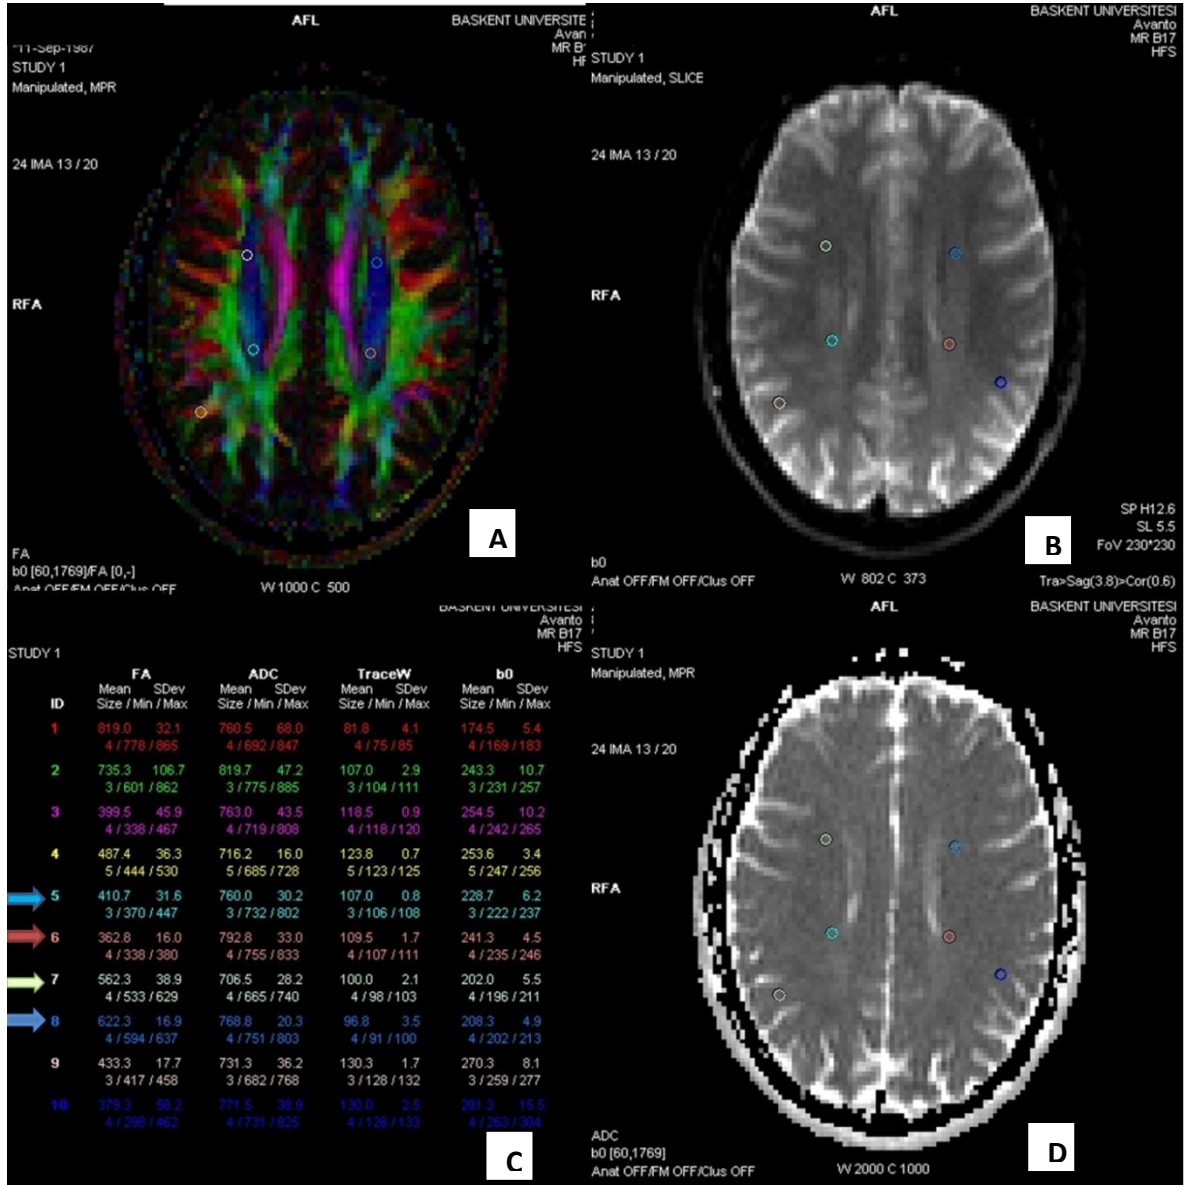 AFL
BASKENT UNIVERSITE
Avan
MR B
HF
*11-Sep-1987
STUDY 1
Manipulated, MPR
24 IMA 13 / 20
RFA
A
FA
b0 [60,1769]/FA [0,-]
Anat OFF/FM OFF/Clus OFF
W 1000 C 500
AFL
BASKENT UNIVERSITESI
Avanto
MR B17
HFS
STUDY 1
Manipulated, SLICE
24 IMA 13 / 20
RFA
B
SP H12.6
SL 5.5
FoV 230*230
b0
Anat OFF/FM OFF/Clus OFF
W 802 C 373
Tra>Sag(3.8)>Cor(0.6)
BASKENT UNIVERSITESI
Avanto
MR B17
HFS
STUDY 1
FA ADC TraceW b0
Mean SDev Mean SDev Mean SDev Mean SDev
ID Size / Min / Max Size / Min / Max Size / Min / Max Size / Min / Max
1 819.0 32.1 760.5 68.0 81.8 4.1 174.5 5.4
4 / 778 / 865 4 / 692 / 847 4 / 75 / 85 4 / 169 / 183
2 735.3 106.7 819.7 47.2 107.0 2.9 243.3 10.7
3 / 601 / 862 3 / 775 / 885 3 / 104 / 111 3 / 231 / 257
3 399.5 45.9 763.0 43.5 118.5 0.9 254.5 10.2
4 / 338 / 467 4 / 719 / 808 4 / 118 / 120 4 / 242 / 265
4 487.4 36.3 716.2 16.0 123.8 0.7 253.6 3.4
5 / 444 / 530 5 / 685 / 728 5 / 123 / 125 5 / 247 / 256
5 410.7 31.6 760.0 30.2 107.0 0.8 228.7 6.2
3 / 370 / 447 3 / 732 / 802 3 / 106 / 108 3 / 222 / 237
6 362.8 16.0 792.8 33.0 109.5 1.7 241.3 4.5
4 / 338 / 380 4 / 755 / 833 4 / 107 / 111 4 / 235 / 246
7 562.3 38.9 706.5 28.2 100.0 2.1 202.0 5.5
4 / 533 / 629 4 / 665 / 740 4 / 98 / 103 4 / 196 / 211
8 622.3 16.9 768.8 20.3 96.8 3.5 208.3 4.9
4 / 594 / 637 4 / 751 / 803 4 / 91 / 100 4 / 202 / 213
9 433.3 17.7 731.3 36.2 130.3 1.7 270.3 8.1
3 / 417 / 458 3 / 682 / 768 3 / 128 / 132 3 / 259 / 277
10 379.3 58.2 771.5 38.9 130.0 2.5 281.3 15.5
4 / 298 / 462 4 / 731 / 825 4 / 126 / 133 4 / 263 / 304
C
AFL
BASKENT UNIVERSITESI
Avanto
MR B17
HFS
STUDY 1
Manipulated, MPR
24 IMA 13 / 20
RFA
D
ADC
b0 [60,1769]
Anat OFF/FM OFF/Clus OFF
W 2000 C 1000